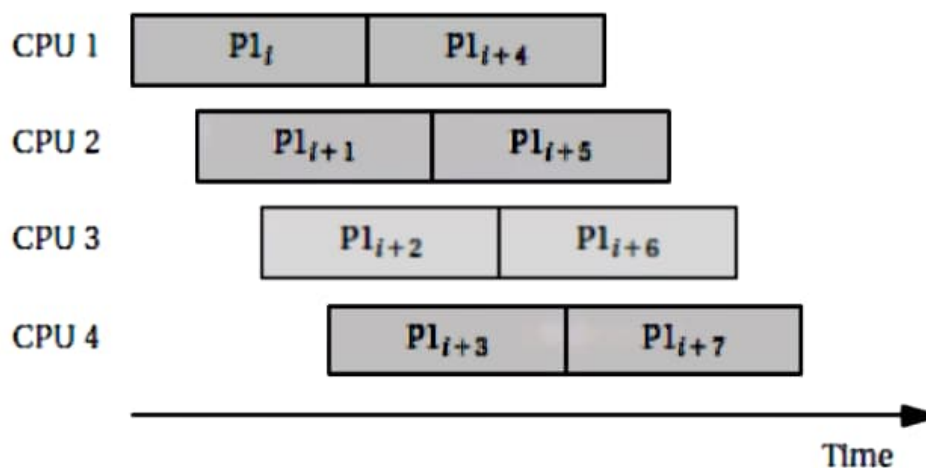 CPU 1 Pl_i Pl_{i+4}
CPU 2 Pl_{i+1} Pl_{i+5}
CPU 3 Pl_{i+2} Pl_{i+6}
CPU 4 Pl_{i+3} Pl_{i+7}
Time